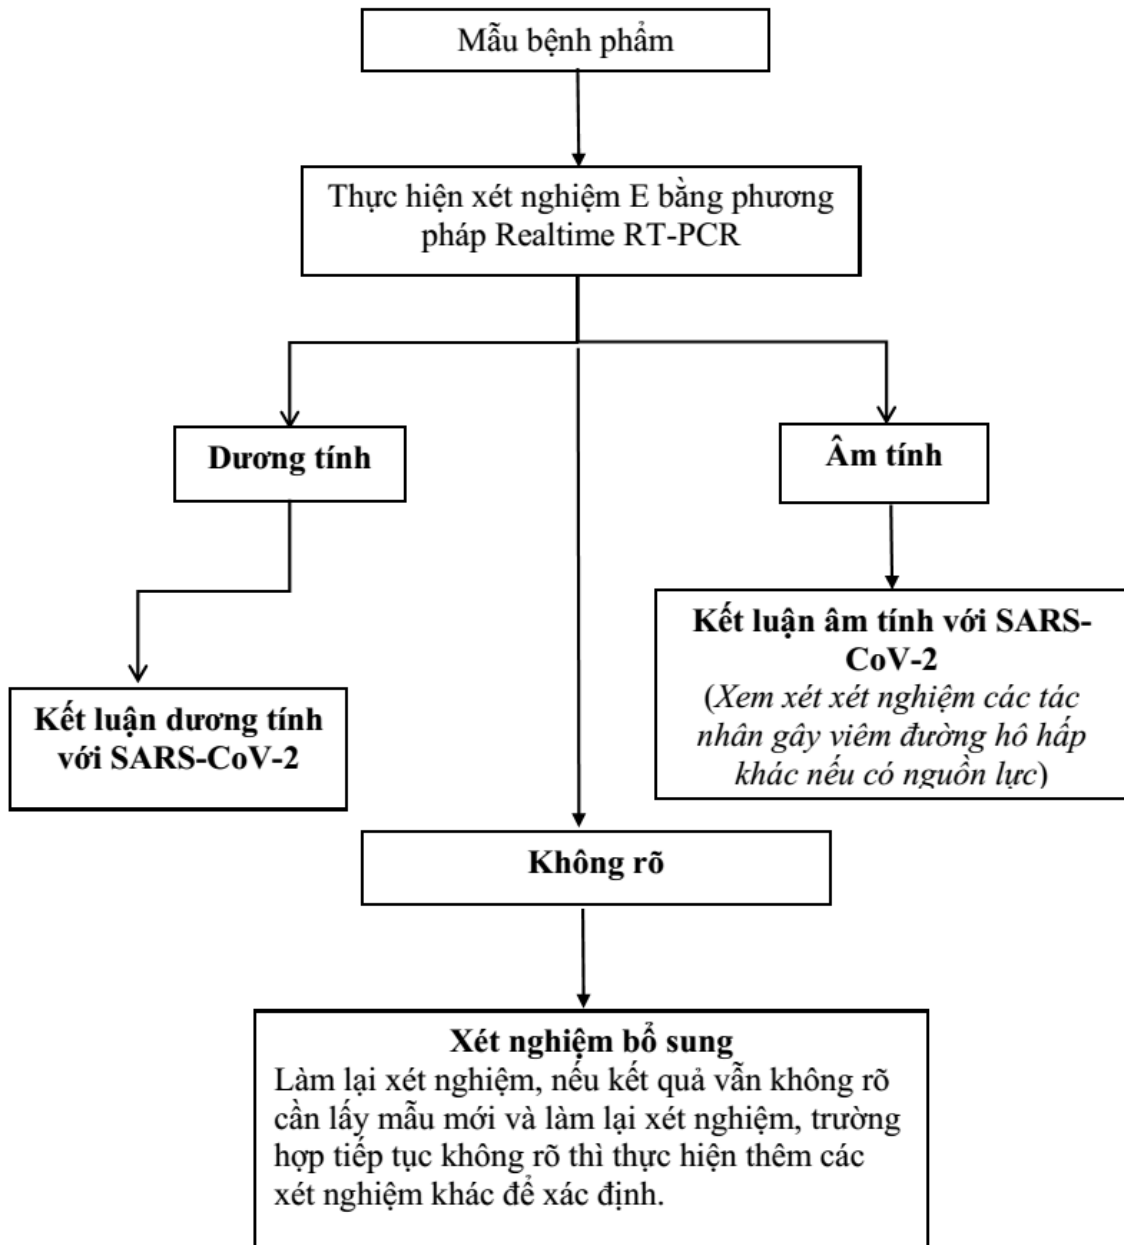 Mẫu bệnh phẩm
Thực hiện xét nghiệm E bằng phương
pháp Realtime RT-PCR
Dương tính
Âm tính
Kết luận dương tính
với SARS-CoV-2
Kết luận âm tính với SARS-
CoV-2
(Xem xét xét nghiệm các tác
nhân gây viêm đường hô hấp
khác nếu có nguồn lực)
Không rõ
Xét nghiệm bổ sung
Làm lại xét nghiệm, nếu kết quả vẫn không rõ
cần lấy mẫu mới và làm lại xét nghiệm, trường
hợp tiếp tục không rõ thì thực hiện thêm các
xét nghiệm khác để xác định.